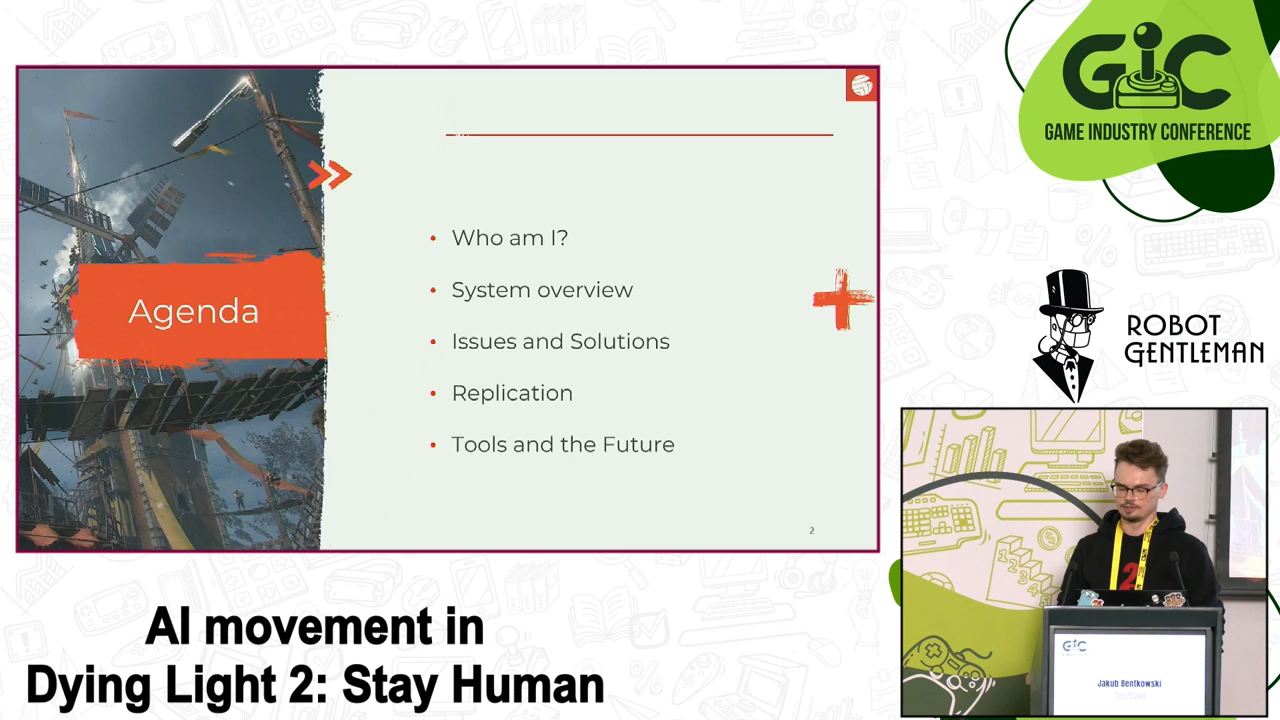 Agenda
Who am I?
System overview
Issues and Solutions
Replication
Tools and the Future
2
GIC
GAME INDUSTRY CONFERENCE
ROBOT
GENTLEMAN
GIC
Jakub Bentkowski
AI movement in
Dying Light 2: Stay Human